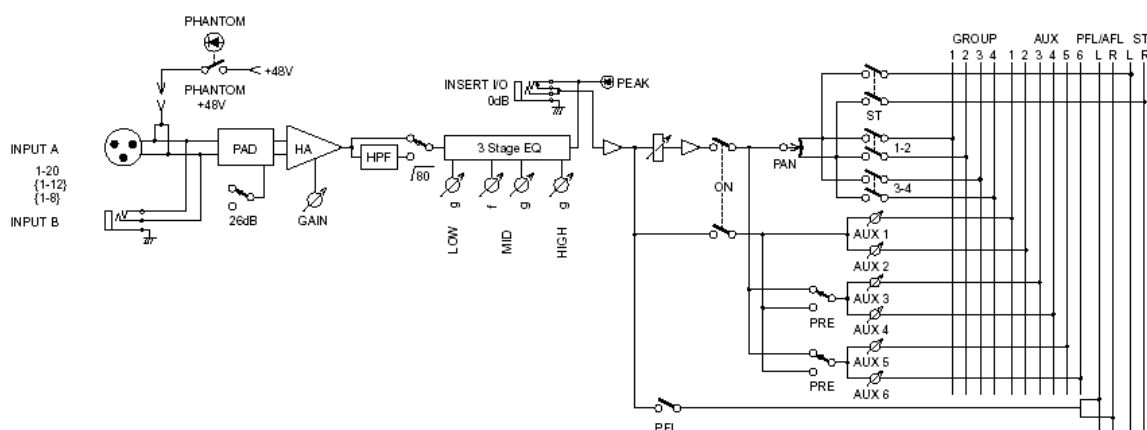 PHANTOM
+48V
PHANTOM
+48V
INSERT I/O
0dB
PEAK
GROUP AUX PFL/AFL ST
1 2 3 4 1 2 3 4 5 6 L R L R
INPUT A
1-20
{1-12}
{1-8}
INPUT B
PAD
26dB
HA
GAIN
HPF
√80
3 Stage EQ
g f g g
LOW
MID
HIGH
ON
PAN
ST
1-2
3-4
AUX 1
AUX 2
AUX 3
PRE
AUX 4
AUX 5
PRE
AUX 6
PFL